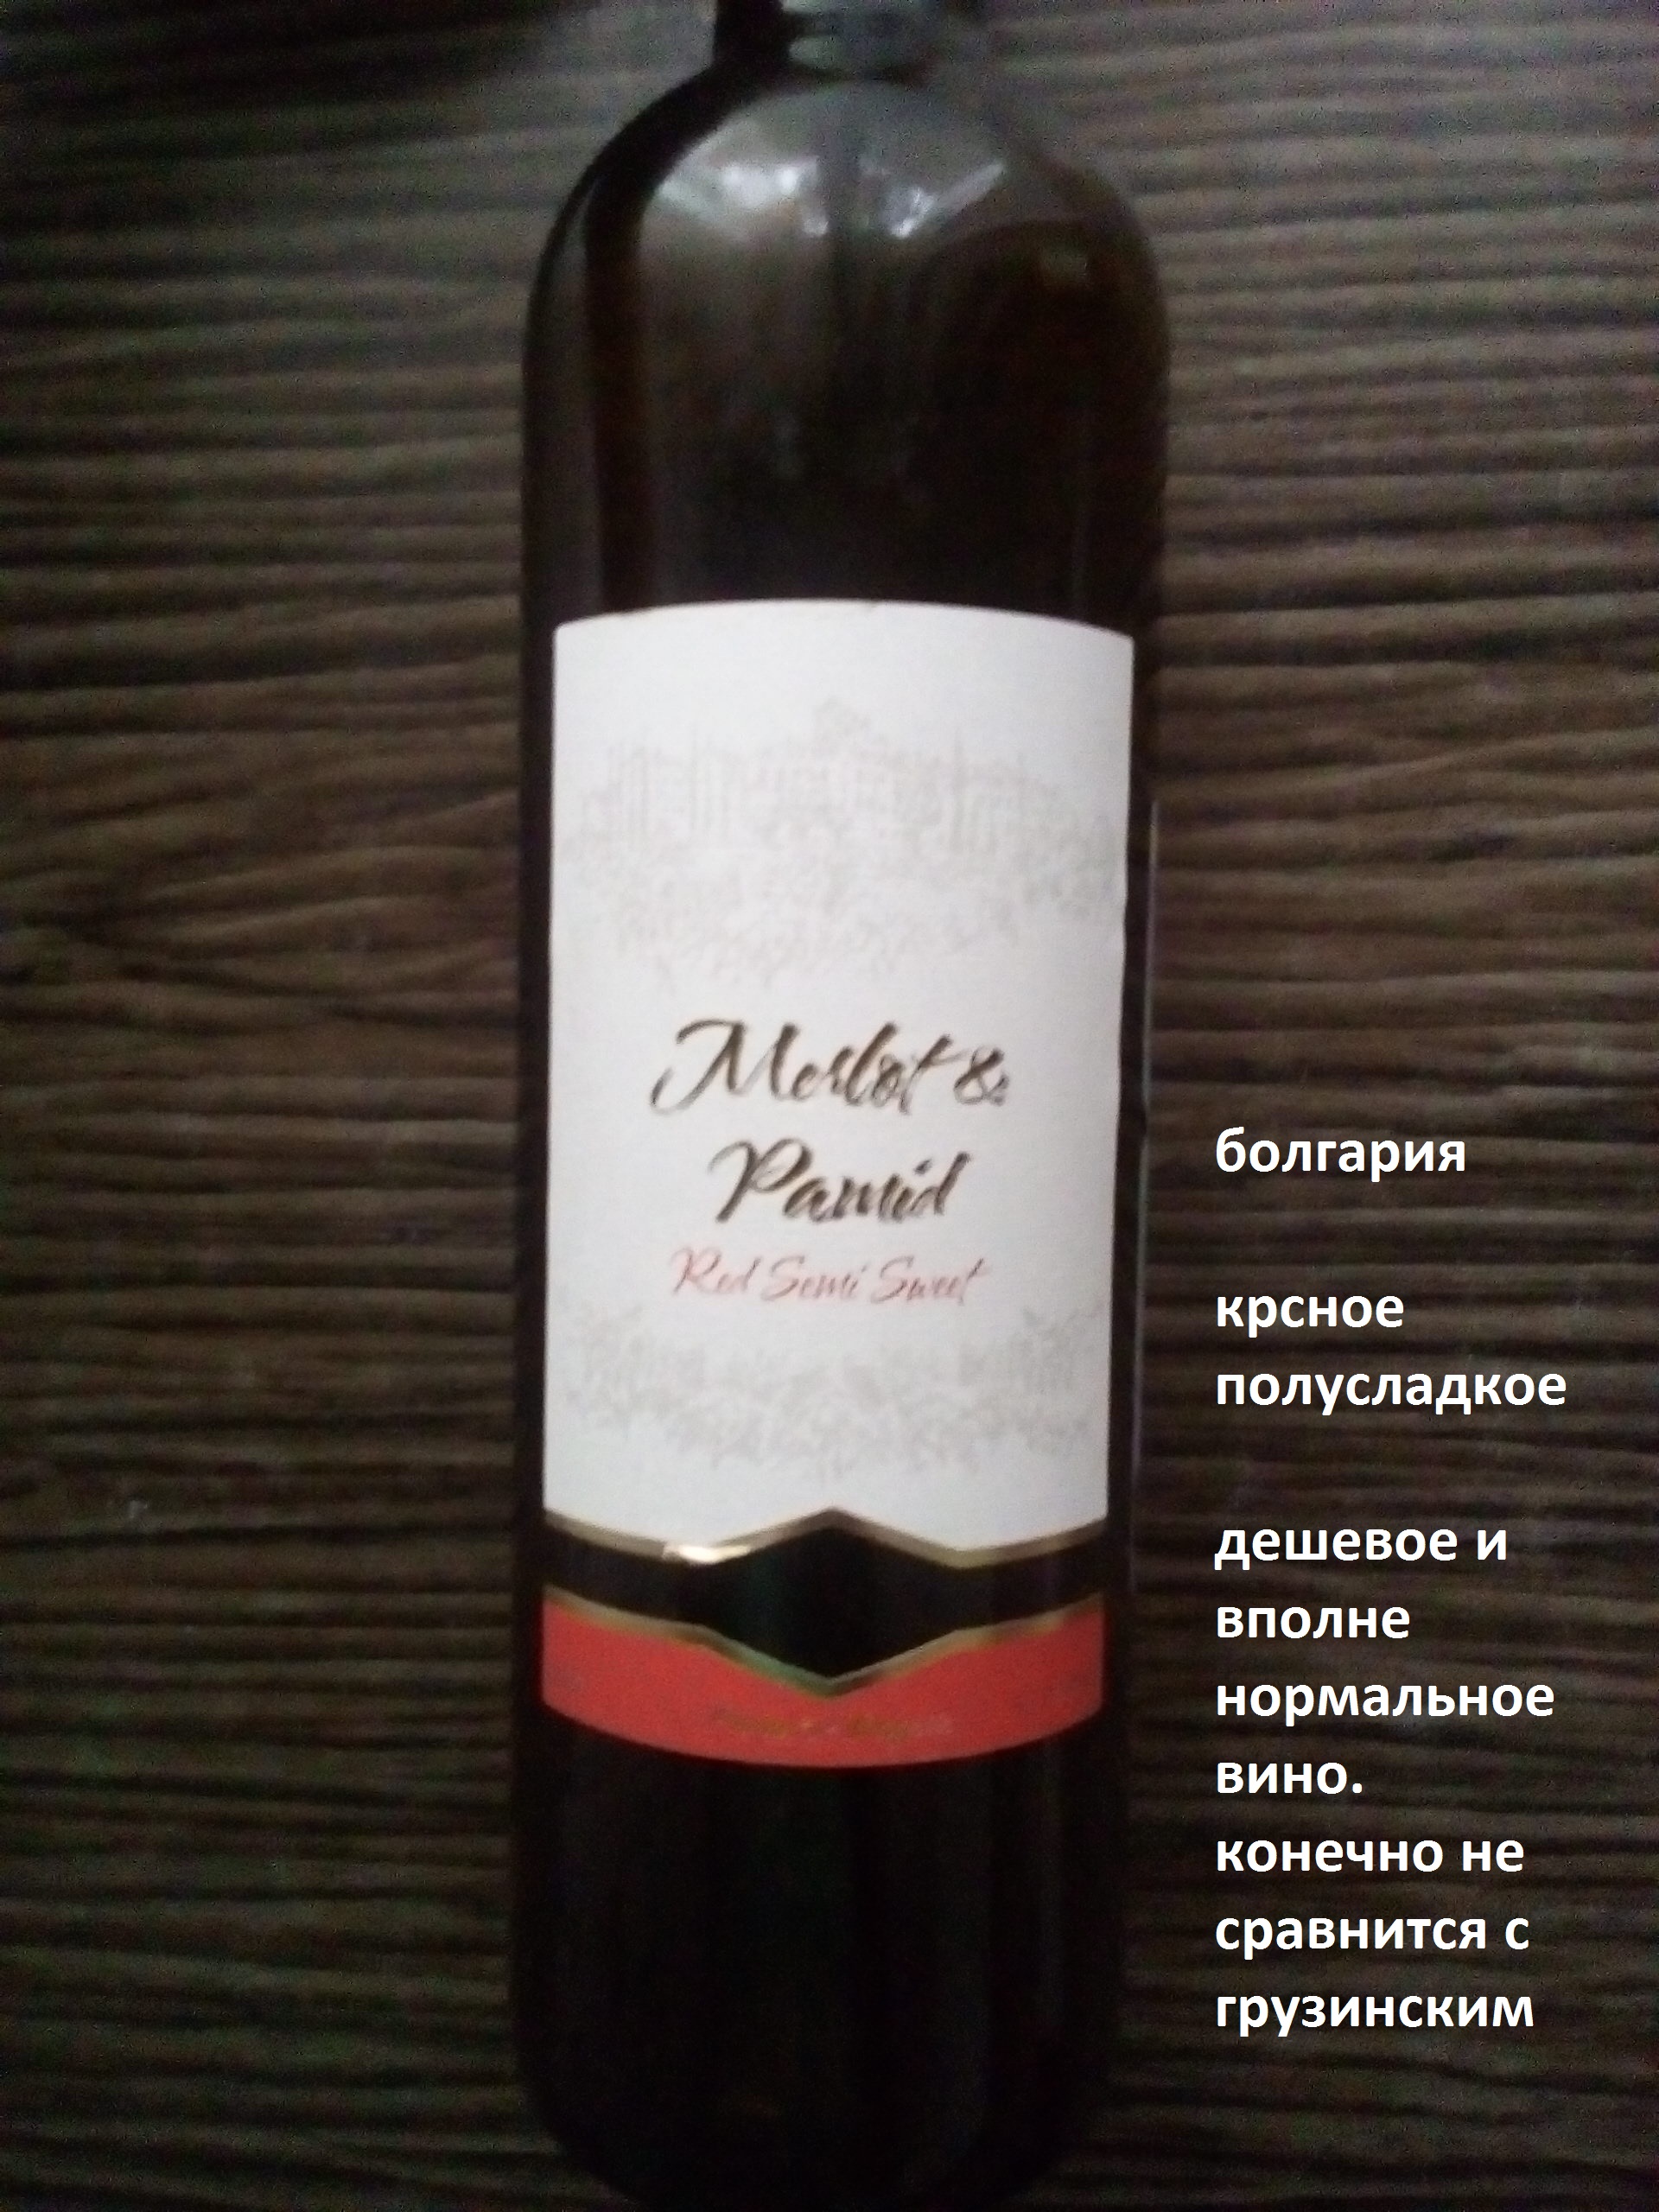 Merlot &
Pamid
Red Semi Sweet
болгария
крсное
полусладкое
дешевое и
вполне
нормальное
вино.
конечно не
сравнится с
грузинским